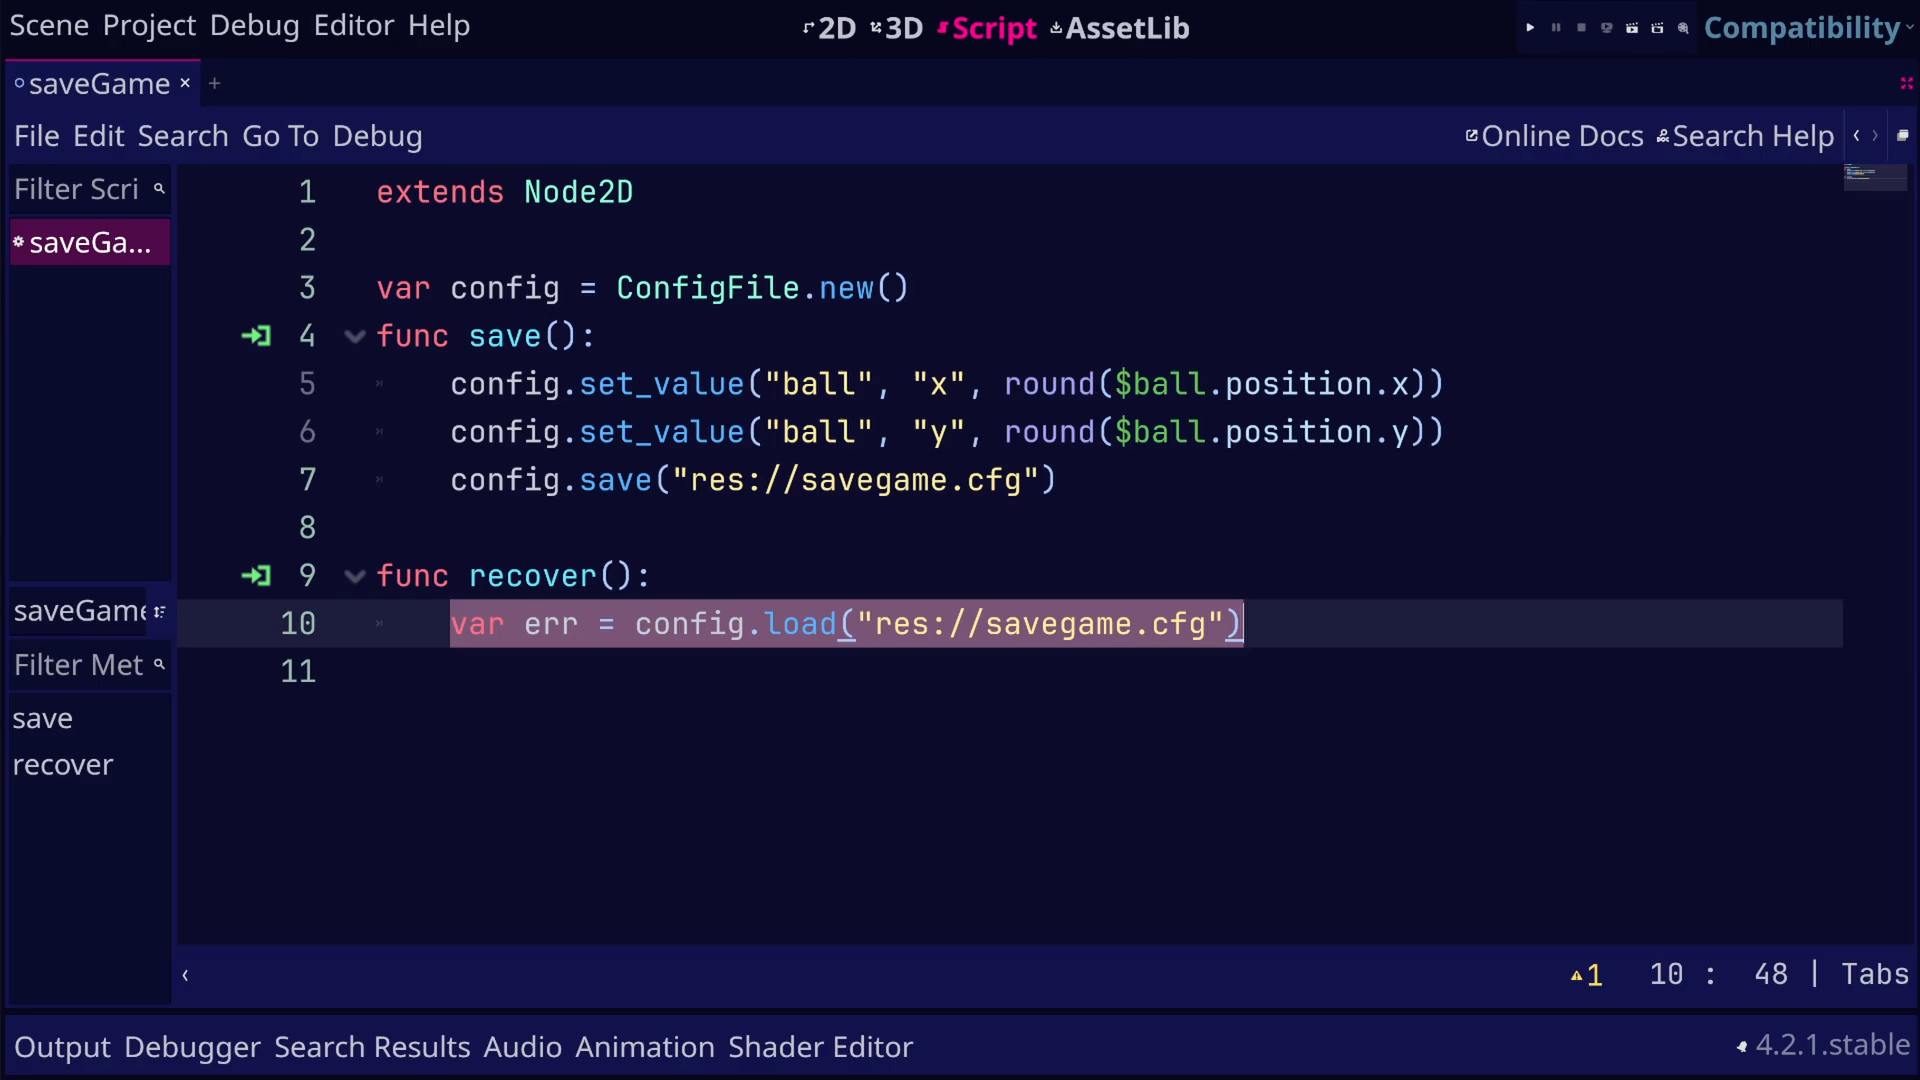 Scene Project Debug Editor Help
2D 3D Script AssetLib
Compatibility
saveGame × +
File Edit Search Go To Debug
Online Docs Search Help
Filter Scri
saveGa...
1 extends Node2D
2
3 var config = ConfigFile.new()
4 func save():
5 config.set_value("ball", "x", round($ball.position.x))
6 config.set_value("ball", "y", round($ball.position.y))
7 config.save("res://savegame.cfg")
8
9 func recover():
10 var err = config.load("res://savegame.cfg")
11
saveGame
Filter Met
save
recover
1 10 : 48 | Tabs
Output Debugger Search Results Audio Animation Shader Editor
4.2.1.stable